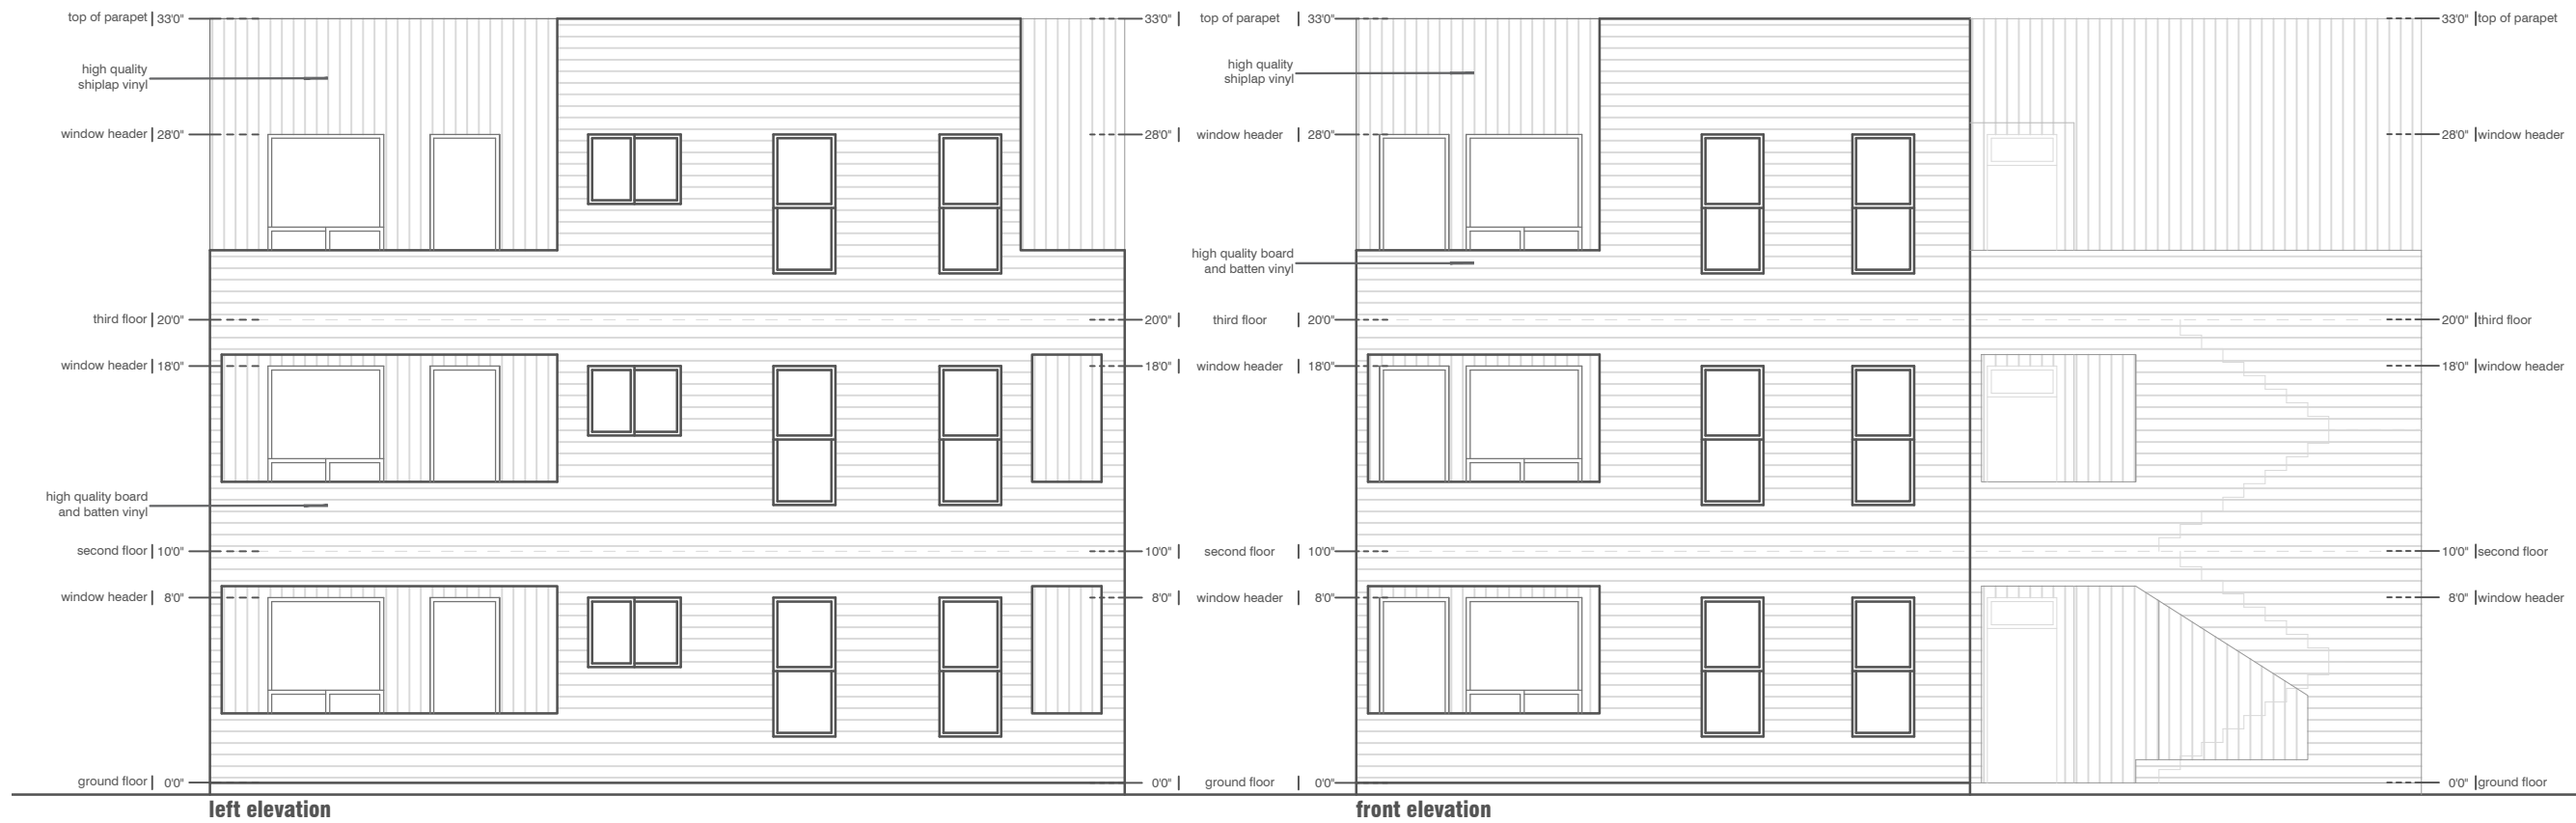 top of parapet | 33'0"
33'0" | top of parapet | 33'0"
33'0" | top of parapet
high quality
shiplap vinyl
high quality
shiplap vinyl
window header | 28'0"
28'0" | window header | 28'0"
28'0" | window header
high quality board
and batten vinyl
third floor | 20'0"
20'0" | third floor | 20'0"
20'0" | third floor
window header | 18'0"
18'0" | window header | 18'0"
18'0" | window header
high quality board
and batten vinyl
second floor | 10'0"
10'0" | second floor | 10'0"
10'0" | second floor
window header | 8'0"
8'0" | window header | 8'0"
8'0" | window header
ground floor | 0'0"
0'0" | ground floor | 0'0"
0'0" | ground floor
left elevation
front elevation